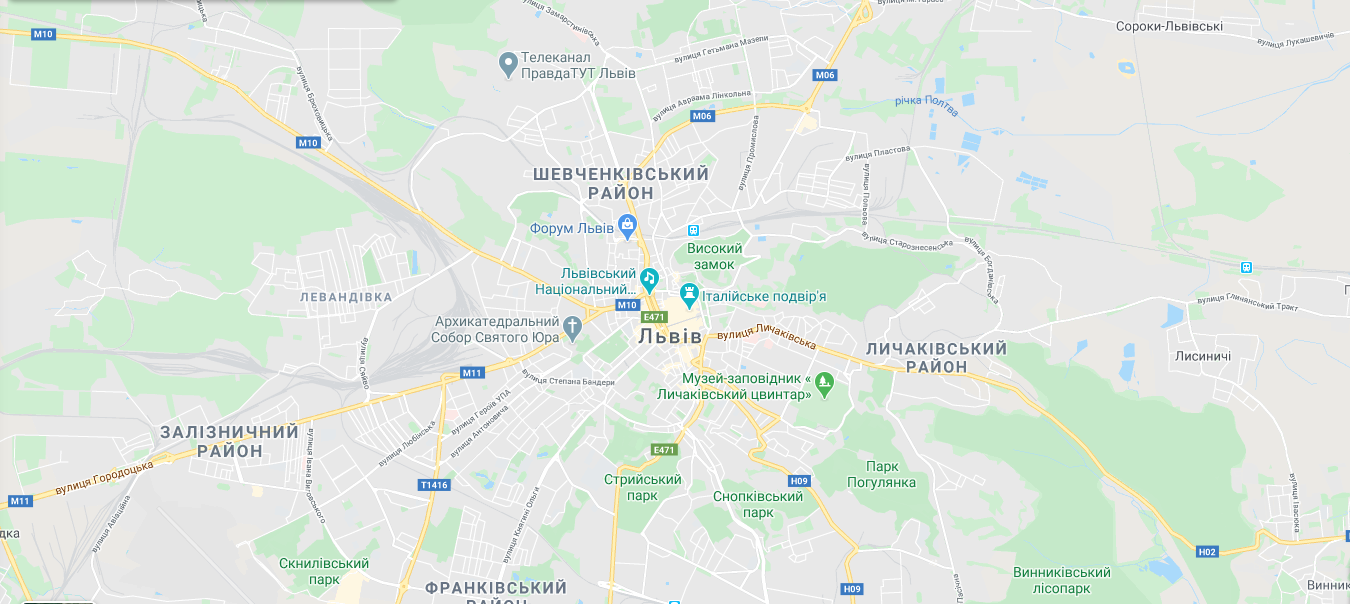 Сороки-Львівські
вулиця Замарстинівська
M10
вулиця Гетьмана Мазепи
вулиця Лукашевичів
Телеканал
ПравдаТУТ Львів
M06
вулиця Брюховицька
вулиця Авраама Лінкольна
річка Полтва
M06
M10
вулиця Промислова
вулиця Пластова
ШЕВЧЕНКІВСЬКИЙ
РАЙОН
вулиця Польова
Форум Львів
Високий
замок
вулиця Старознесенська
вулиця Богданівська
Львівський
Національний...
ЛЕВАНДІВКА
Італійське подвір'я
M10
E471
вулиця Глинянський Тракт
Архикатедральний
Собор Святого Юра
Львів
вулиця Личаківська
ЛИЧАКІВСЬКИЙ
РАЙОН
Лисиничі
вулиця Сяйво
M11
вулиця Степана Бандери
Музей-заповідник «
Личаківський цвинтар»
вулиця Героїв УПА
вулиця Антоновича
вулиця Любінська
ЗАЛІЗНИЧНИЙ
РАЙОН
вулиця Івана Виговського
E471
вулиця Городоцька
Парк
Погулянка
Стрийський
парк
T1416
H09
Снопківський
парк
M11
вулиця Авіаційна
вулиця Княгині Ольги
вулиця Івасюка
дка
H02
Скнилівський
парк
Винниківський
лісопарк
ФРАНКІВСЬКИЙ
РАЙОН
H09
Винник